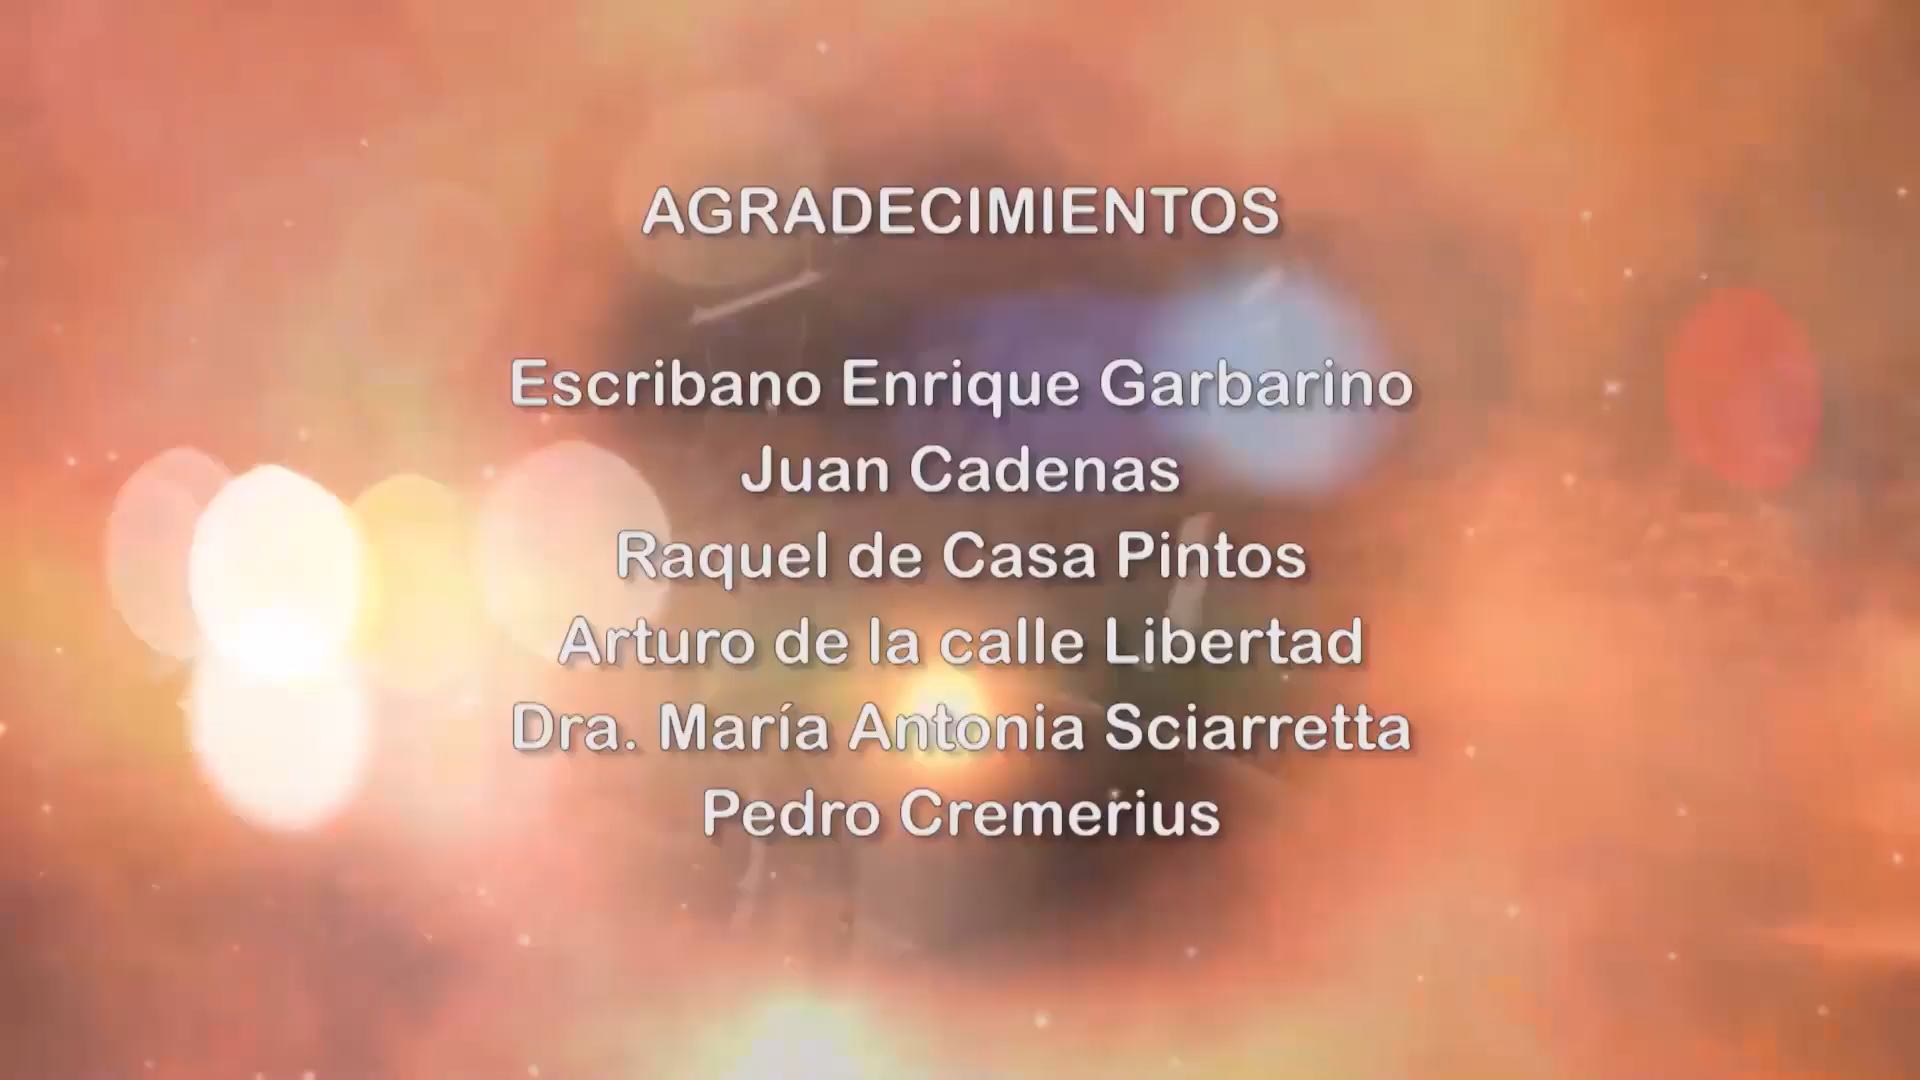 AGRADECIMIENTOS
Escribano Enrique Garbarino
Juan Cadenas
Raquel de Casa Pintos
Arturo de la calle Libertad
Dra. María Antonia Sciarretta
Pedro Cremerius